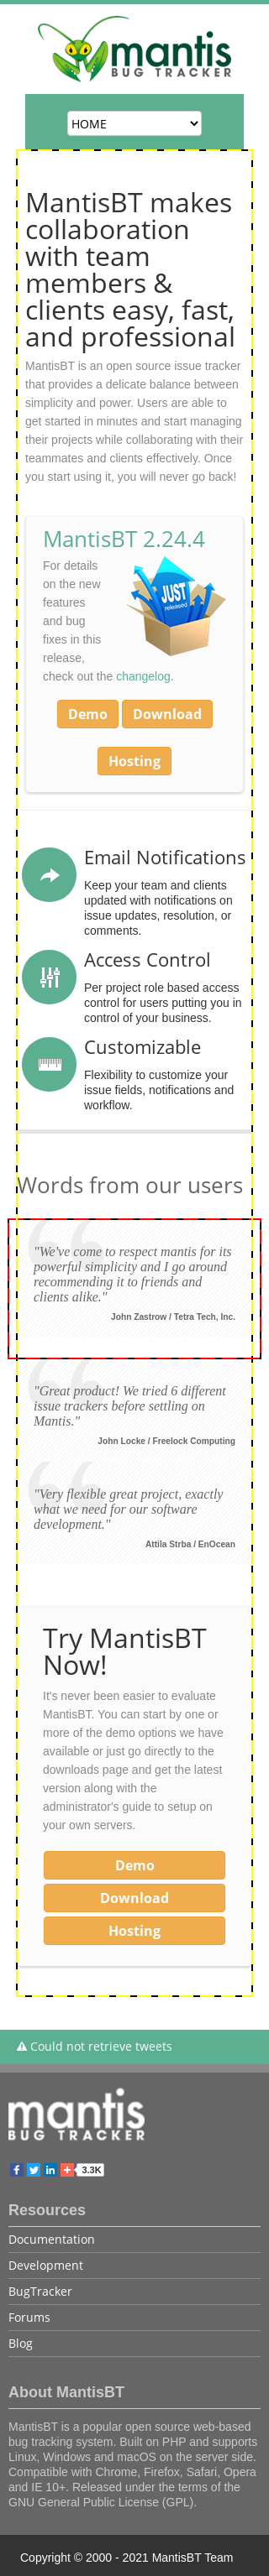 mantis
BUG TRACKER
HOME
MantisBT makes
collaboration
with team
members &
clients easy, fast,
and professional
MantisBT is an open source issue tracker
that provides a delicate balance between
simplicity and power. Users are able to
get started in minutes and start managing
their projects while collaborating with their
teammates and clients effectively. Once
you start using it, you will never go back!
MantisBT 2.24.4
For details
on the new
features
and bug
fixes in this
release,
check out the changelog.
JUST
released
Demo
Download
Hosting
Email Notifications
Keep your team and clients
updated with notifications on
issue updates, resolution, or
comments.
Access Control
Per project role based access
control for users putting you in
control of your business.
Customizable
Flexibility to customize your
issue fields, notifications and
workflow.
Words from our users
"We've come to respect mantis for its
powerful simplicity and I go around
recommending it to friends and
clients alike."
John Zastrow / Tetra Tech, Inc.
"Great product! We tried 6 different
issue trackers before settling on
Mantis."
John Locke / Freelock Computing
"Very flexible great project, exactly
what we need for our software
development."
Attila Strba / EnOcean
Try MantisBT
Now!
It's never been easier to evaluate
MantisBT. You can start by one or
more of the demo options we have
available or just go directly to the
downloads page and get the latest
version along with the
administrator's guide to setup on
your own servers.
Demo
Download
Hosting
Could not retrieve tweets
mantis
BUG TRACKER
3.3K
Resources
Documentation
Development
BugTracker
Forums
Blog
About MantisBT
MantisBT is a popular open source web-based
bug tracking system. Built on PHP and supports
Linux, Windows and macOS on the server side.
Compatible with Chrome, Firefox, Safari, Opera
and IE 10+. Released under the terms of the
GNU General Public License (GPL).
Copyright © 2000 - 2021 MantisBT Team